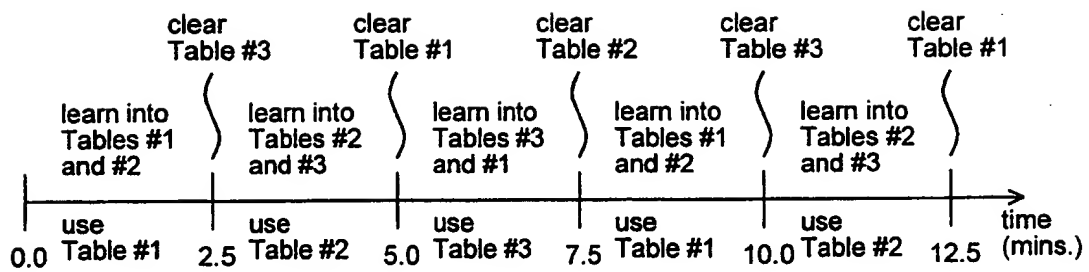 clear
Table #3
clear
Table #1
clear
Table #2
clear
Table #3
clear
Table #1
learn into
Tables #1
and #2
learn into
Tables #2
and #3
learn into
Tables #3
and #1
learn into
Tables #1
and #2
learn into
Tables #2
and #3
0.0
use
Table #1
2.5
use
Table #2
5.0
use
Table #3
7.5
use
Table #1
10.0
use
Table #2
12.5
time
(mins.)